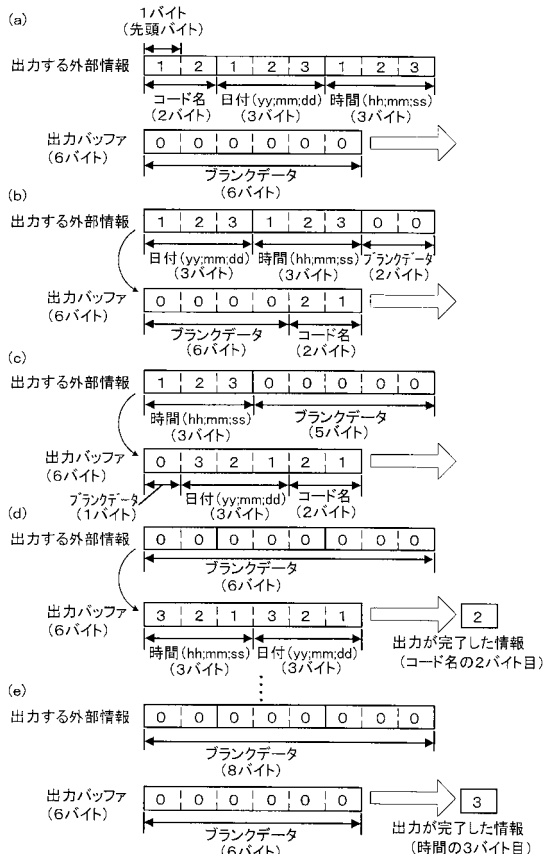 (a)
1バイト
(先頭バイト)
出力する外部情報 1 2 1 2 3 1 2 3
コード名 日付(yy;mm;dd) 時間(hh;mm;ss)
(2バイト) (3バイト) (3バイト)
出力バッファ 0 0 0 0 0 0
(6バイト)
ブランクデータ
(6バイト)
(b)
出力する外部情報 1 2 3 1 2 3 0 0
日付(yy;mm;dd) 時間(hh;mm;ss) ブランクデータ
(3バイト) (3バイト) (2バイト)
出力バッファ 0 0 0 0 2 1
(6バイト)
ブランクデータ コード名
(6バイト) (2バイト)
(c)
出力する外部情報 1 2 3 0 0 0 0 0
時間(hh;mm;ss) ブランクデータ
(3バイト) (5バイト)
出力バッファ 0 3 2 1 2 1
(6バイト)
ブランクデータ 日付(yy;mm;dd) コード名
(1バイト) (3バイト) (2バイト)
(d)
出力する外部情報 0 0 0 0 0 0 0 0
ブランクデータ
(6バイト)
出力バッファ 3 2 1 3 2 1 2
(6バイト)
時間(hh;mm;ss) 日付(yy;mm;dd) 出力が完了した情報
(3バイト) (3バイト) (コード名の2バイト目)
(e)
出力する外部情報 0 0 0 0 0 0 0 0
ブランクデータ
(8バイト)
出力バッファ 0 0 0 0 0 0 3
(6バイト)
ブランクデータ 出力が完了した情報
(6バイト) (時間の3バイト目)